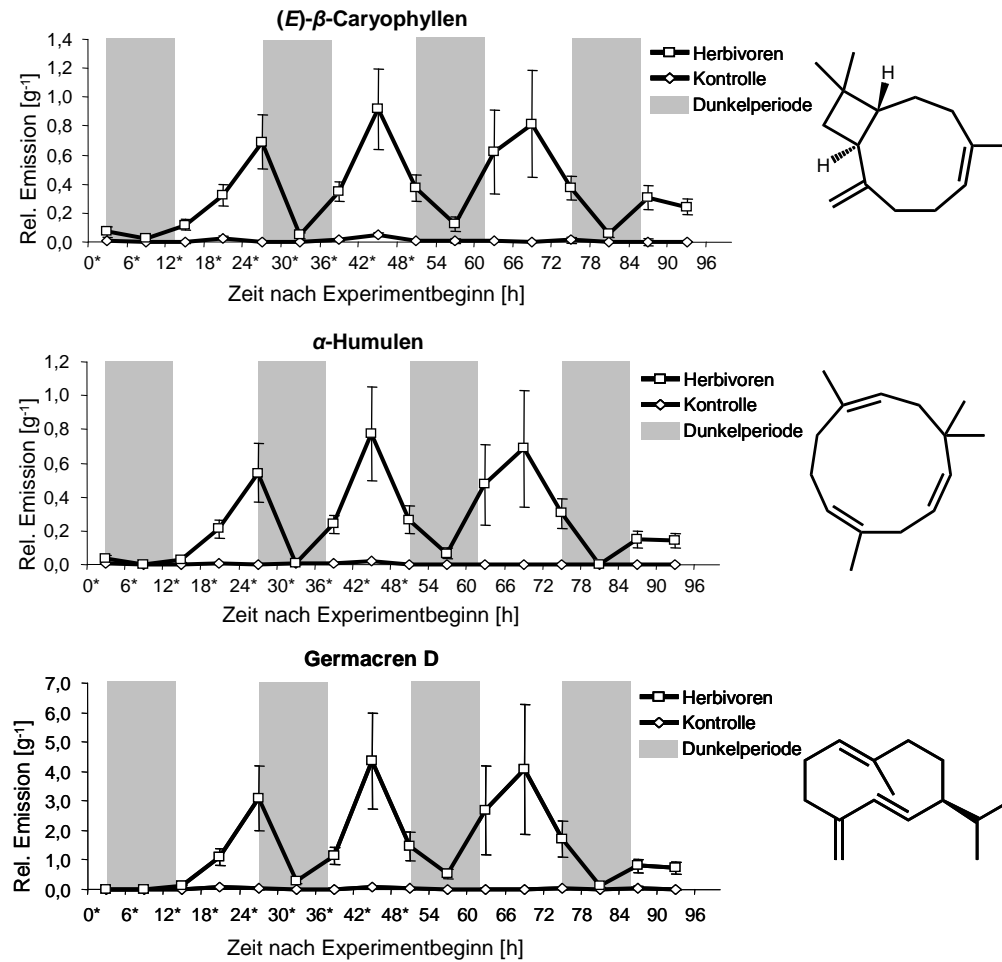 (E)-β-Caryophyllen
1,4
1,2
1,0
0,8
0,6
0,4
0,2
0,0
Rel. Emission [g-1]
0* 6* 12* 18* 24* 30* 36* 42* 48* 54 60 66 72 78 84 90 96
Zeit nach Experimentbeginn [h]
Herbivoren
Kontrolle
Dunkelperiode
H
H
α-Humulen
1,2
1,0
0,8
0,6
0,4
0,2
0,0
Rel. Emission [g-1]
0* 6* 12* 18* 24* 30* 36* 42* 48* 54 60 66 72 78 84 90 96
Zeit nach Experimentbeginn [h]
Herbivoren
Kontrolle
Dunkelperiode
Germacren D
7,0
6,0
5,0
4,0
3,0
2,0
1,0
0,0
Rel. Emission [g-1]
0* 6* 12* 18* 24* 30* 36* 42* 48* 54 60 66 72 78 84 90 96
Zeit nach Experimentbeginn [h]
Herbivoren
Kontrolle
Dunkelperiode